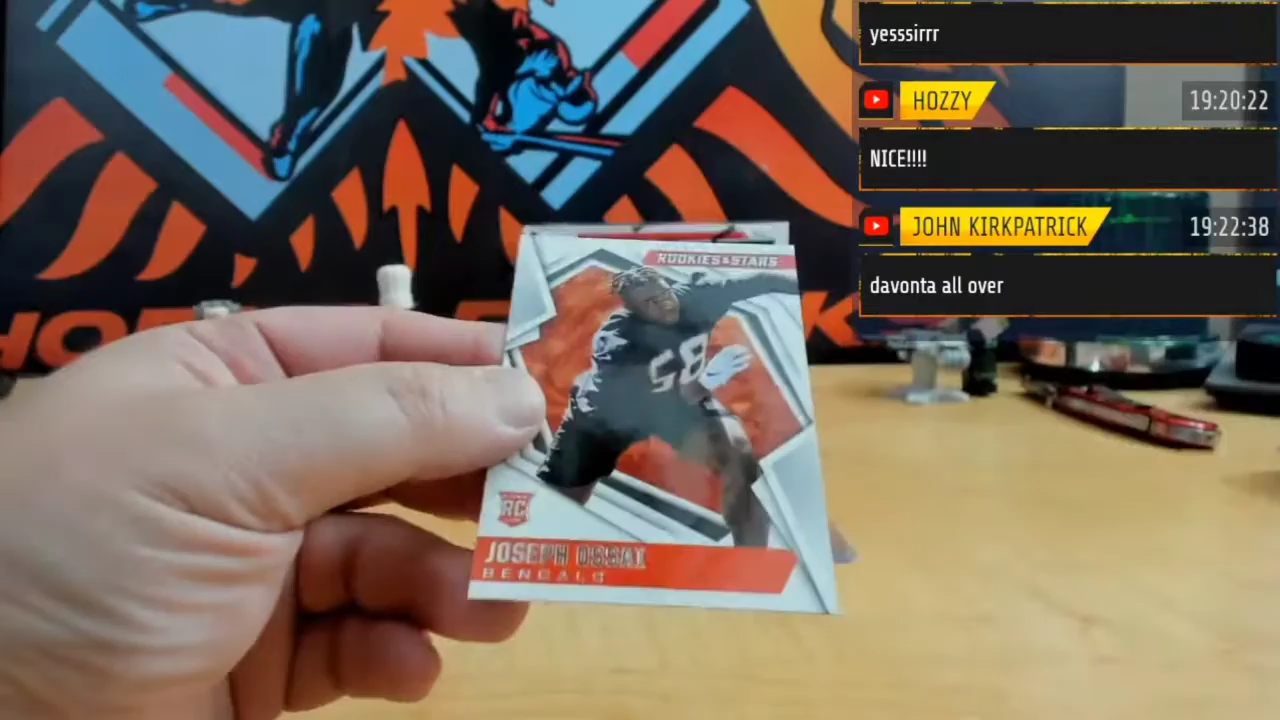 yesssirrr
HOZZY 19:20:22
NICE!!!!
JOHN KIRKPATRICK 19:22:38
davonta all over
ROOKIES & STARS
58
RC
JOSEPH OSSAI
BENGALS